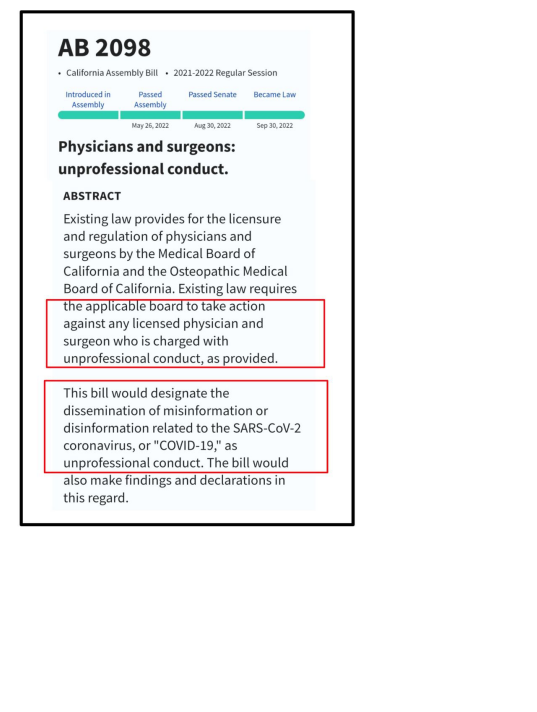 AB 2098
• California Assembly Bill • 2021-2022 Regular Session
Introduced in Assembly
Passed Assembly
Passed Senate
Became Law
May 26, 2022
Aug 30, 2022
Sep 30, 2022
Physicians and surgeons:
unprofessional conduct.
ABSTRACT
Existing law provides for the licensure
and regulation of physicians and
surgeons by the Medical Board of
California and the Osteopathic Medical
Board of California. Existing law requires
the applicable board to take action
against any licensed physician and
surgeon who is charged with
unprofessional conduct, as provided.
This bill would designate the
dissemination of misinformation or
disinformation related to the SARS-CoV-2
coronavirus, or "COVID-19," as
unprofessional conduct. The bill would
also make findings and declarations in
this regard.